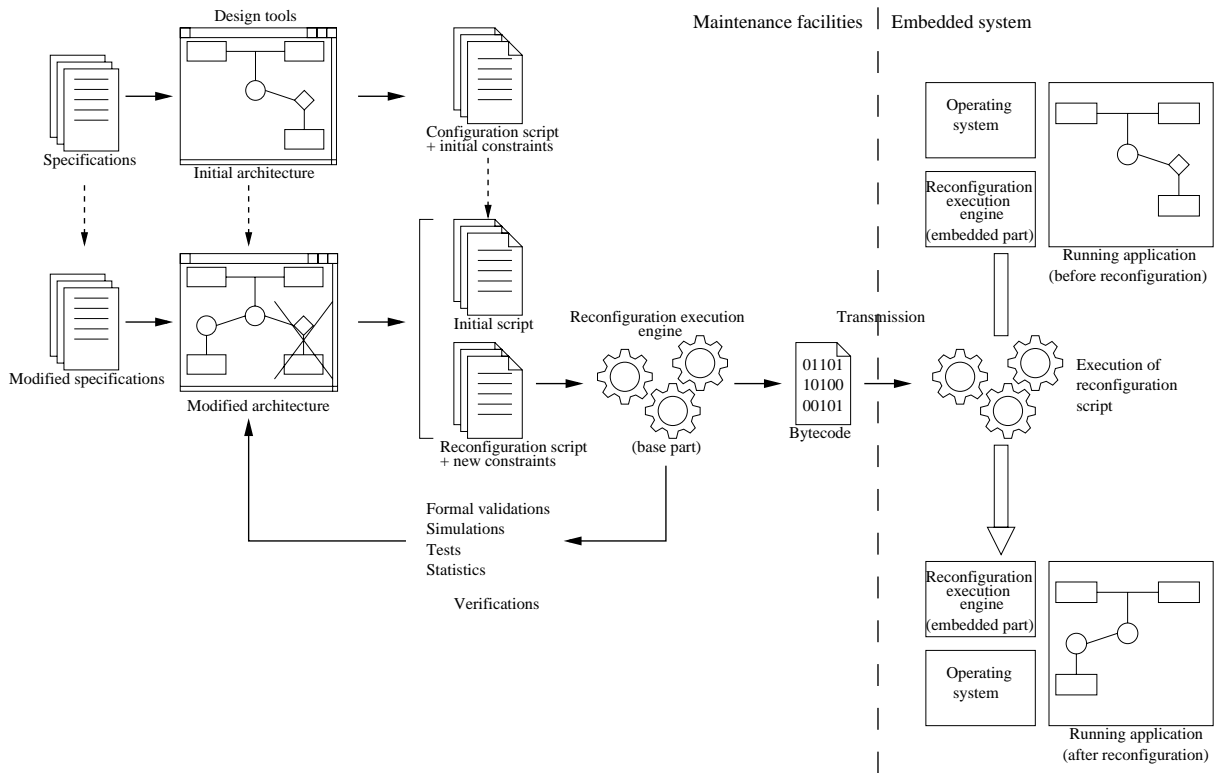 Design tools
Maintenance facilities
Embedded system
Specifications
Initial architecture
Configuration script
+ initial constraints
Operating
system
Reconfiguration
execution
engine
(embedded part)
Running application
(before reconfiguration)
Modified specifications
Modified architecture
Initial script
Reconfiguration script
+ new constraints
Reconfiguration execution
engine
(base part)
01101
10100
00101
Bytecode
Transmission
Execution of
reconfiguration
script
Formal validations
Simulations
Tests
Statistics
Verifications
Reconfiguration
execution
engine
(embedded part)
Operating
system
Running application
(after reconfiguration)